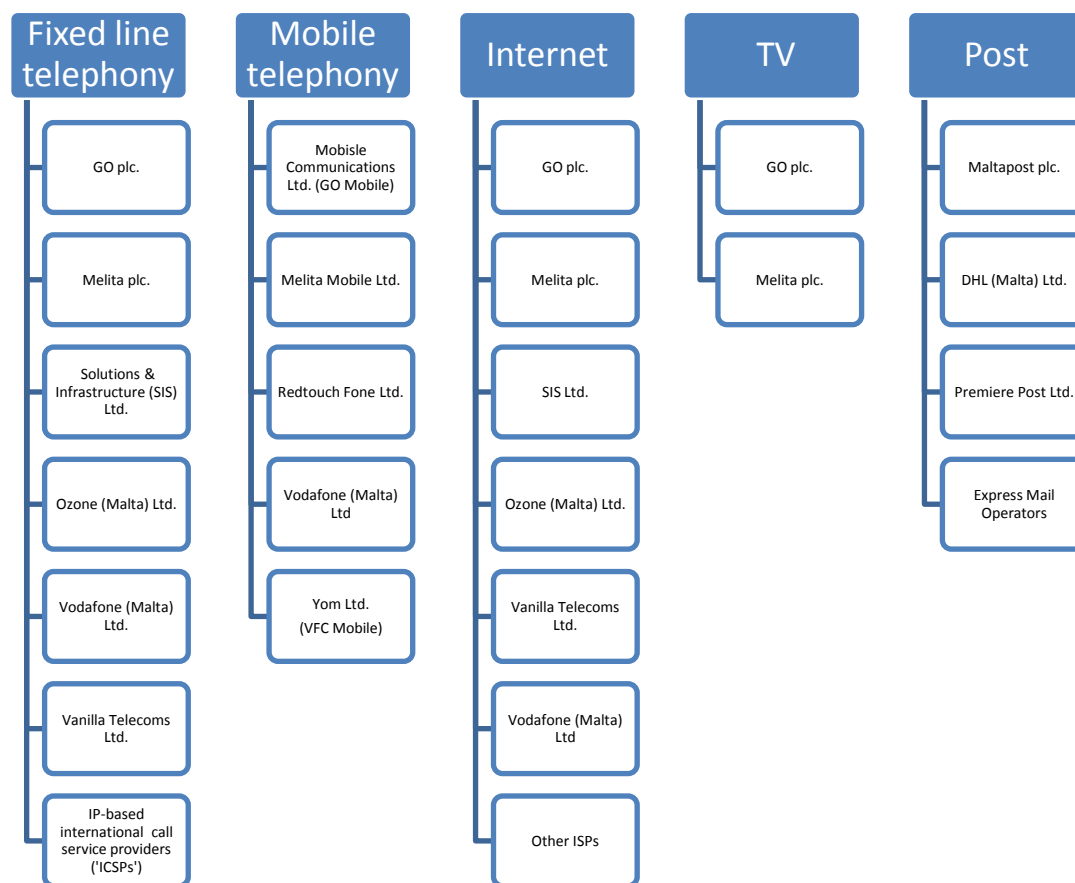 Fixed line
telephony
GO plc.
Melita plc.
Solutions &
Infrastructure (SIS)
Ltd.
Ozone (Malta) Ltd.
Vodafone (Malta)
Ltd.
Vanilla Telecoms
Ltd.
IP-based
international call
service providers
('ICSPs')
Mobile
telephony
Mobisle
Communications
Ltd. (GO Mobile)
Melita Mobile Ltd.
Redtouch Fone Ltd.
Vodafone (Malta)
Ltd
Yom Ltd.
(VFC Mobile)
Internet
GO plc.
Melita plc.
SIS Ltd.
Ozone (Malta) Ltd.
Vanilla Telecoms
Ltd.
Vodafone (Malta)
Ltd
Other ISPs
TV
GO plc.
Melita plc.
Post
Maltapost plc.
DHL (Malta) Ltd.
Premiere Post Ltd.
Express Mail
Operators